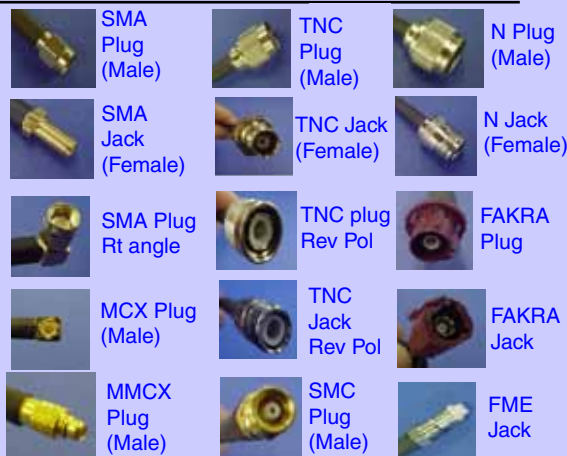 SMA
Plug
(Male)
TNC
Plug
(Male)
N Plug
(Male)
SMA
Jack
(Female)
TNC Jack
(Female)
N Jack
(Female)
SMA Plug
Rt angle
TNC plug
Rev Pol
FAKRA
Plug
MCX Plug
(Male)
TNC
Jack
Rev Pol
FAKRA
Jack
MMCX
Plug
(Male)
SMC
Plug
(Male)
FME
Jack